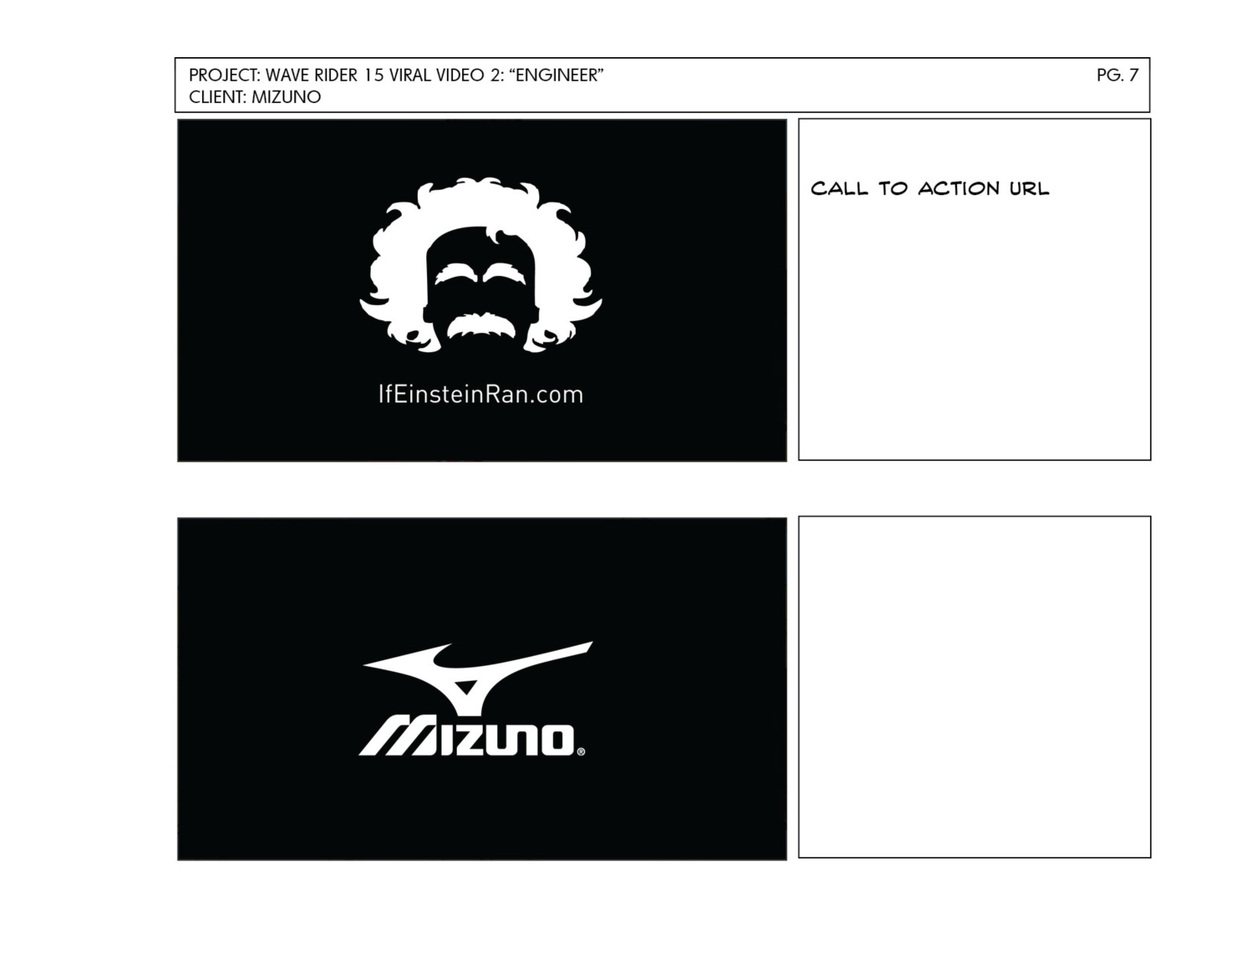 PROJECT: WAVE RIDER 15 VIRAL VIDEO 2: “ENGINEER”
PG. 7
CLIENT: MIZUNO
CALL TO ACTION URL
IfEinsteinRan.com
MIZUNO®